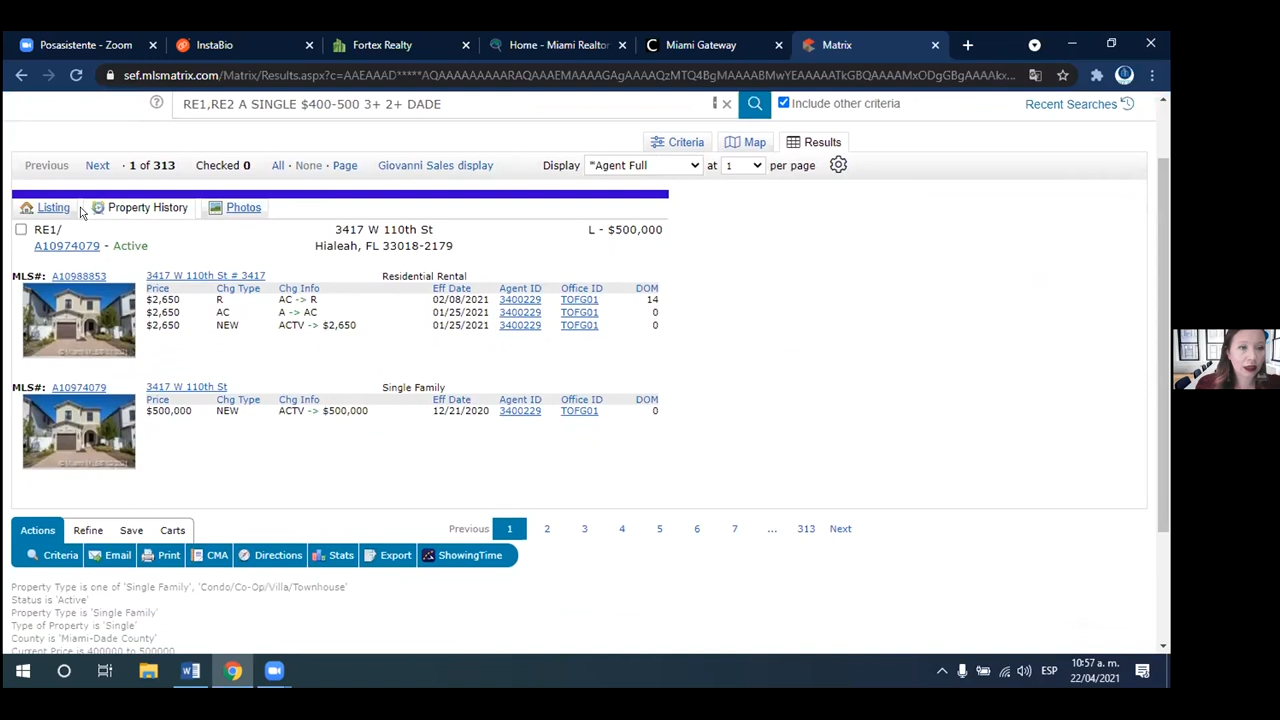 Posasistente - Zoom
InstaBio
Fortex Realty
Home - Miami Realtor
Miami Gateway
Matrix
sef.mlsmatrix.com/Matrix/Results.aspx?c=AAEAAAD*****AQAAAAAAAAARAQAAAEMAAAAGAgAAAAQzMTQ4BgMAAAABMwYEAAAAATkGBQAAAAMxODgGBgAAAAkx...
RE1,RE2 A SINGLE $400-500 3+ 2+ DADE
Include other criteria
Recent Searches
Criteria Map Results
Previous Next · 1 of 313 Checked 0 All · None · Page Giovanni Sales display Display *Agent Full at 1 per page
Listing Property History Photos
RE1/ 3417 W 110th St L - $500,000
A10974079 - Active Hialeah, FL 33018-2179
MLS#: A10988853 3417 W 110th St # 3417 Residential Rental
Price Chg Type Chg Info Eff Date Agent ID Office ID DOM
$2,650 R AC -> R 02/08/2021 3400229 TOFG01 14
$2,650 AC A -> AC 01/25/2021 3400229 TOFG01 0
$2,650 NEW ACTV -> $2,650 01/25/2021 3400229 TOFG01 0
MLS#: A10974079 3417 W 110th St Single Family
Price Chg Type Chg Info Eff Date Agent ID Office ID DOM
$500,000 NEW ACTV -> $500,000 12/21/2020 3400229 TOFG01 0
Actions Refine Save Carts Previous 1 2 3 4 5 6 7 ... 313 Next
Criteria Email Print CMA Directions Stats Export ShowingTime
Property Type is one of 'Single Family', 'Condo/Co-Op/Villa/Townhouse'
Status is 'Active'
Property Type is 'Single Family'
Type of Property is 'Single'
County is 'Miami-Dade County'
Current Price is 400000 to 500000
ESP
10:57 a. m.
22/04/2021